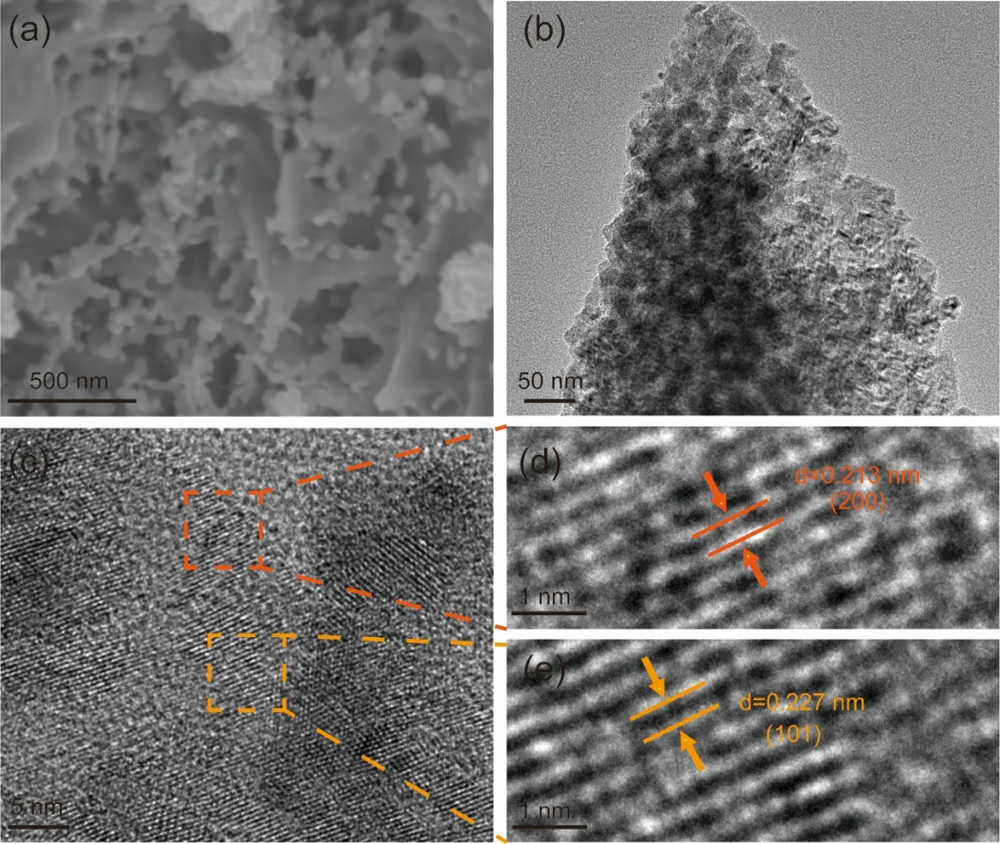 (a)
500 nm
(b)
50 nm
(c)
5 nm
(d)
d=0.213 nm
(200)
1 nm
(e)
d=0.227 nm
(101)
1 nm